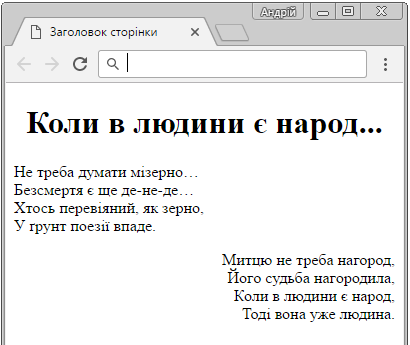 Андрій
Заголовок сторінки
Коли в людини є народ...
Не треба думати мізерно…
Безсмертя є ще де-не-де…
Хтось перевіяний, як зерно,
У ґрунт поезії впаде.
Митцю не треба нагород,
Його судьба нагородила,
Коли в людини є народ,
Тоді вона уже людина.